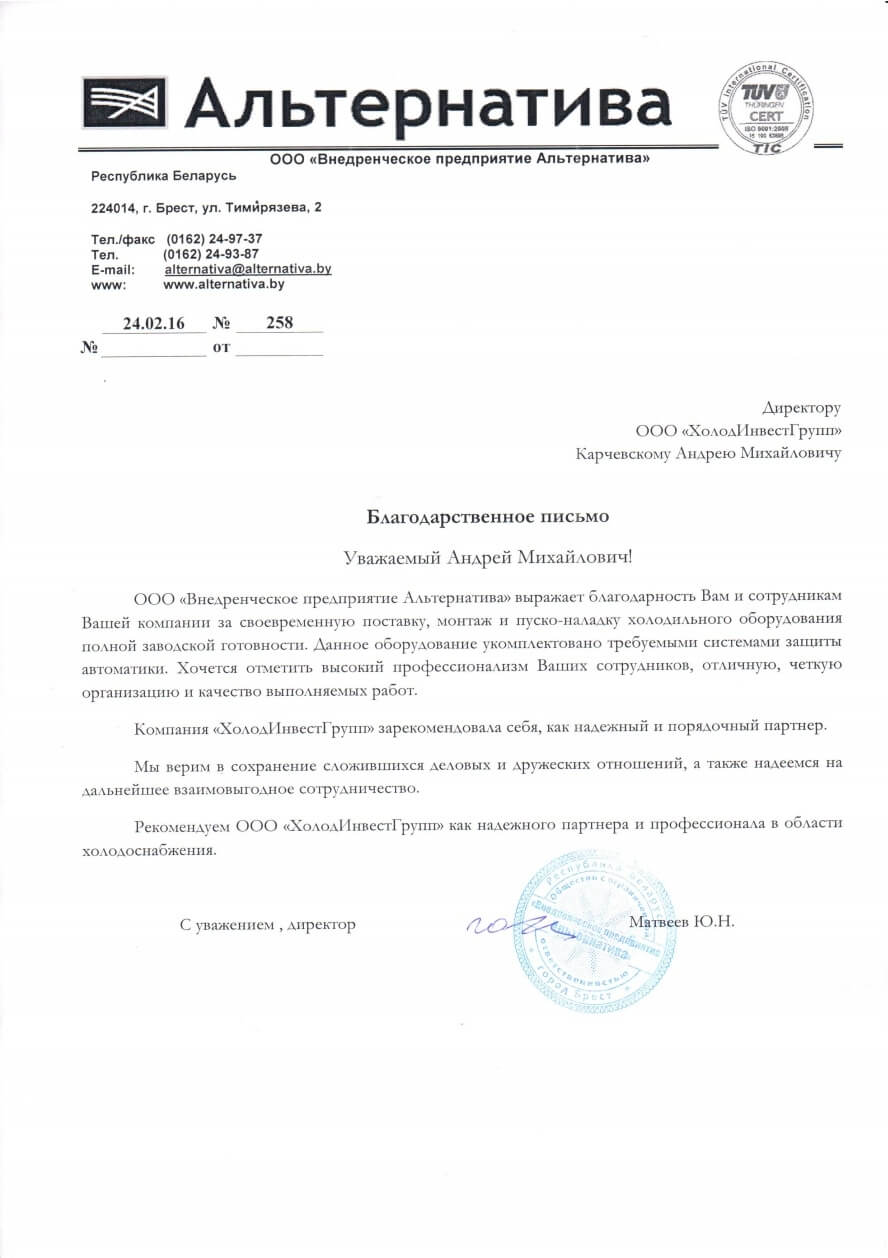 Альтернатива
TÜV International Certification
TÜV
THÜRINGEN
CERT
TIC
ООО «Внедренческое предприятие Альтернатива»
Республика Беларусь
224014, г. Брест, ул. Тимирязева, 2
Тел./факс (0162) 24-97-37
Тел. (0162) 24-93-87
E-mail: alternativa@alternativa.by
www: www.alternativa.by
24.02.16 № 258
№ от
Директору
ООО «ХолодИнвестГрупп»
Карчевскому Андрею Михайловичу
Благодарственное письмо
Уважаемый Андрей Михайлович!
ООО «Внедренческое предприятие Альтернатива» выражает благодарность Вам и сотрудникам
Вашей компании за своевременную поставку, монтаж и пуско-наладку холодильного оборудования
полной заводской готовности. Данное оборудование укомплектовано требуемыми системами защиты
автоматики. Хочется отметить высокий профессионализм Ваших сотрудников, отличную, четкую
организацию и качество выполняемых работ.
Компания «ХолодИнвестГрупп» зарекомендовала себя, как надежный и порядочный партнер.
Мы верим в сохранение сложившихся деловых и дружеских отношений, а также надеемся на
дальнейшее взаимовыгодное сотрудничество.
Рекомендуем ООО «ХолодИнвестГрупп» как надежного партнера и профессионала в области
холодоснабжения.
С уважением , директор Матвеев Ю.Н.
Республика Беларусь
Общество с ограниченной
«Внедренческое предприятие
Альтернатива»
ответственностью
город Брест